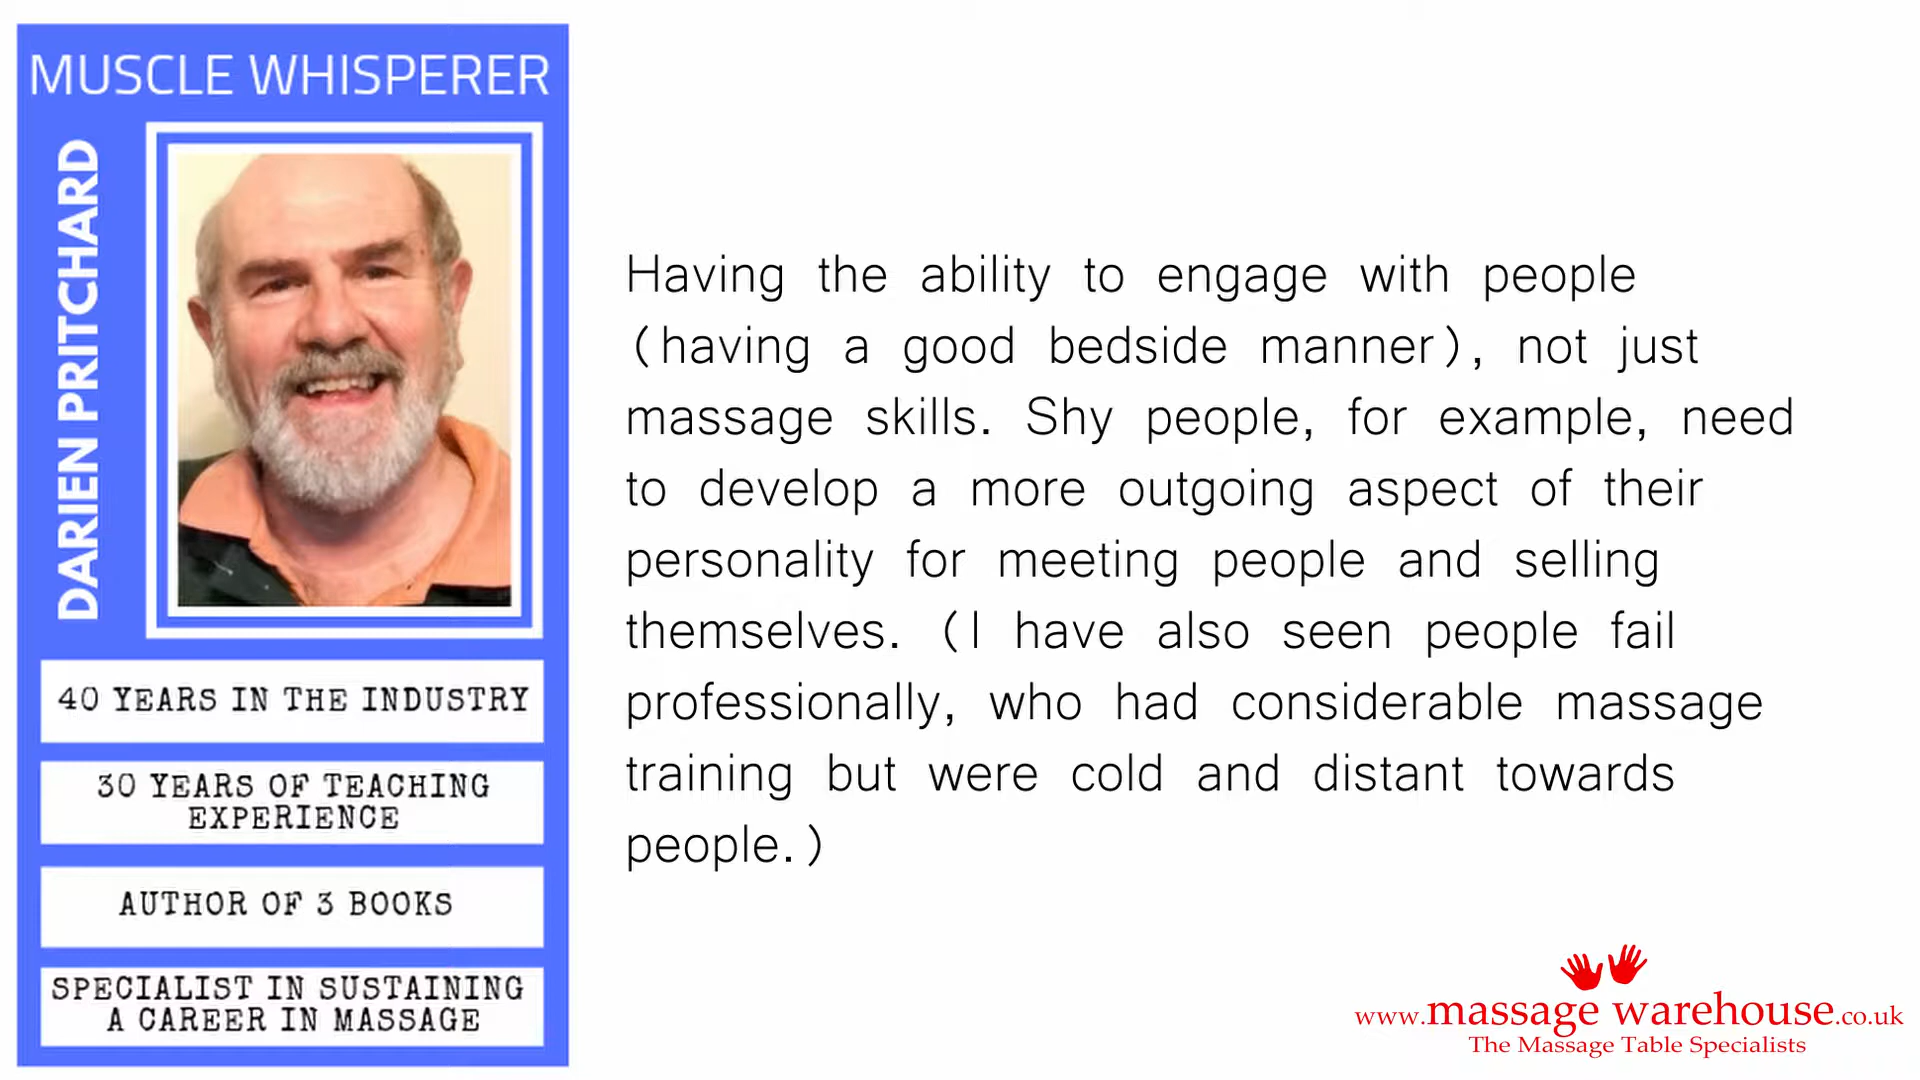 MUSCLE WHISPERER
DARIEN PRITCHARD
40 YEARS IN THE INDUSTRY
30 YEARS OF TEACHING
EXPERIENCE
AUTHOR OF 3 BOOKS
SPECIALIST IN SUSTAINING
A CAREER IN MASSAGE
Having the ability to engage with people
(having a good bedside manner), not just
massage skills. Shy people, for example, need
to develop a more outgoing aspect of their
personality for meeting people and selling
themselves. (I have also seen people fail
professionally, who had considerable massage
training but were cold and distant towards
people.)
www.massage warehouse.co.uk
The Massage Table Specialists